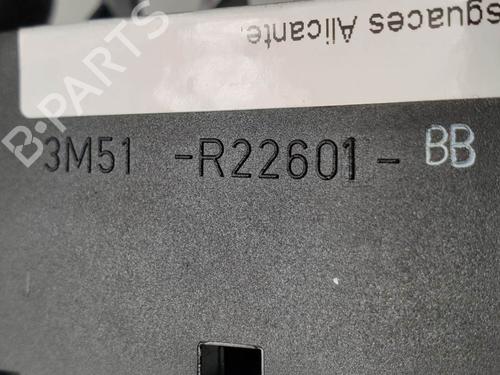 sguaces Alicante.
3M51 -R22601- BB
B-PARTS